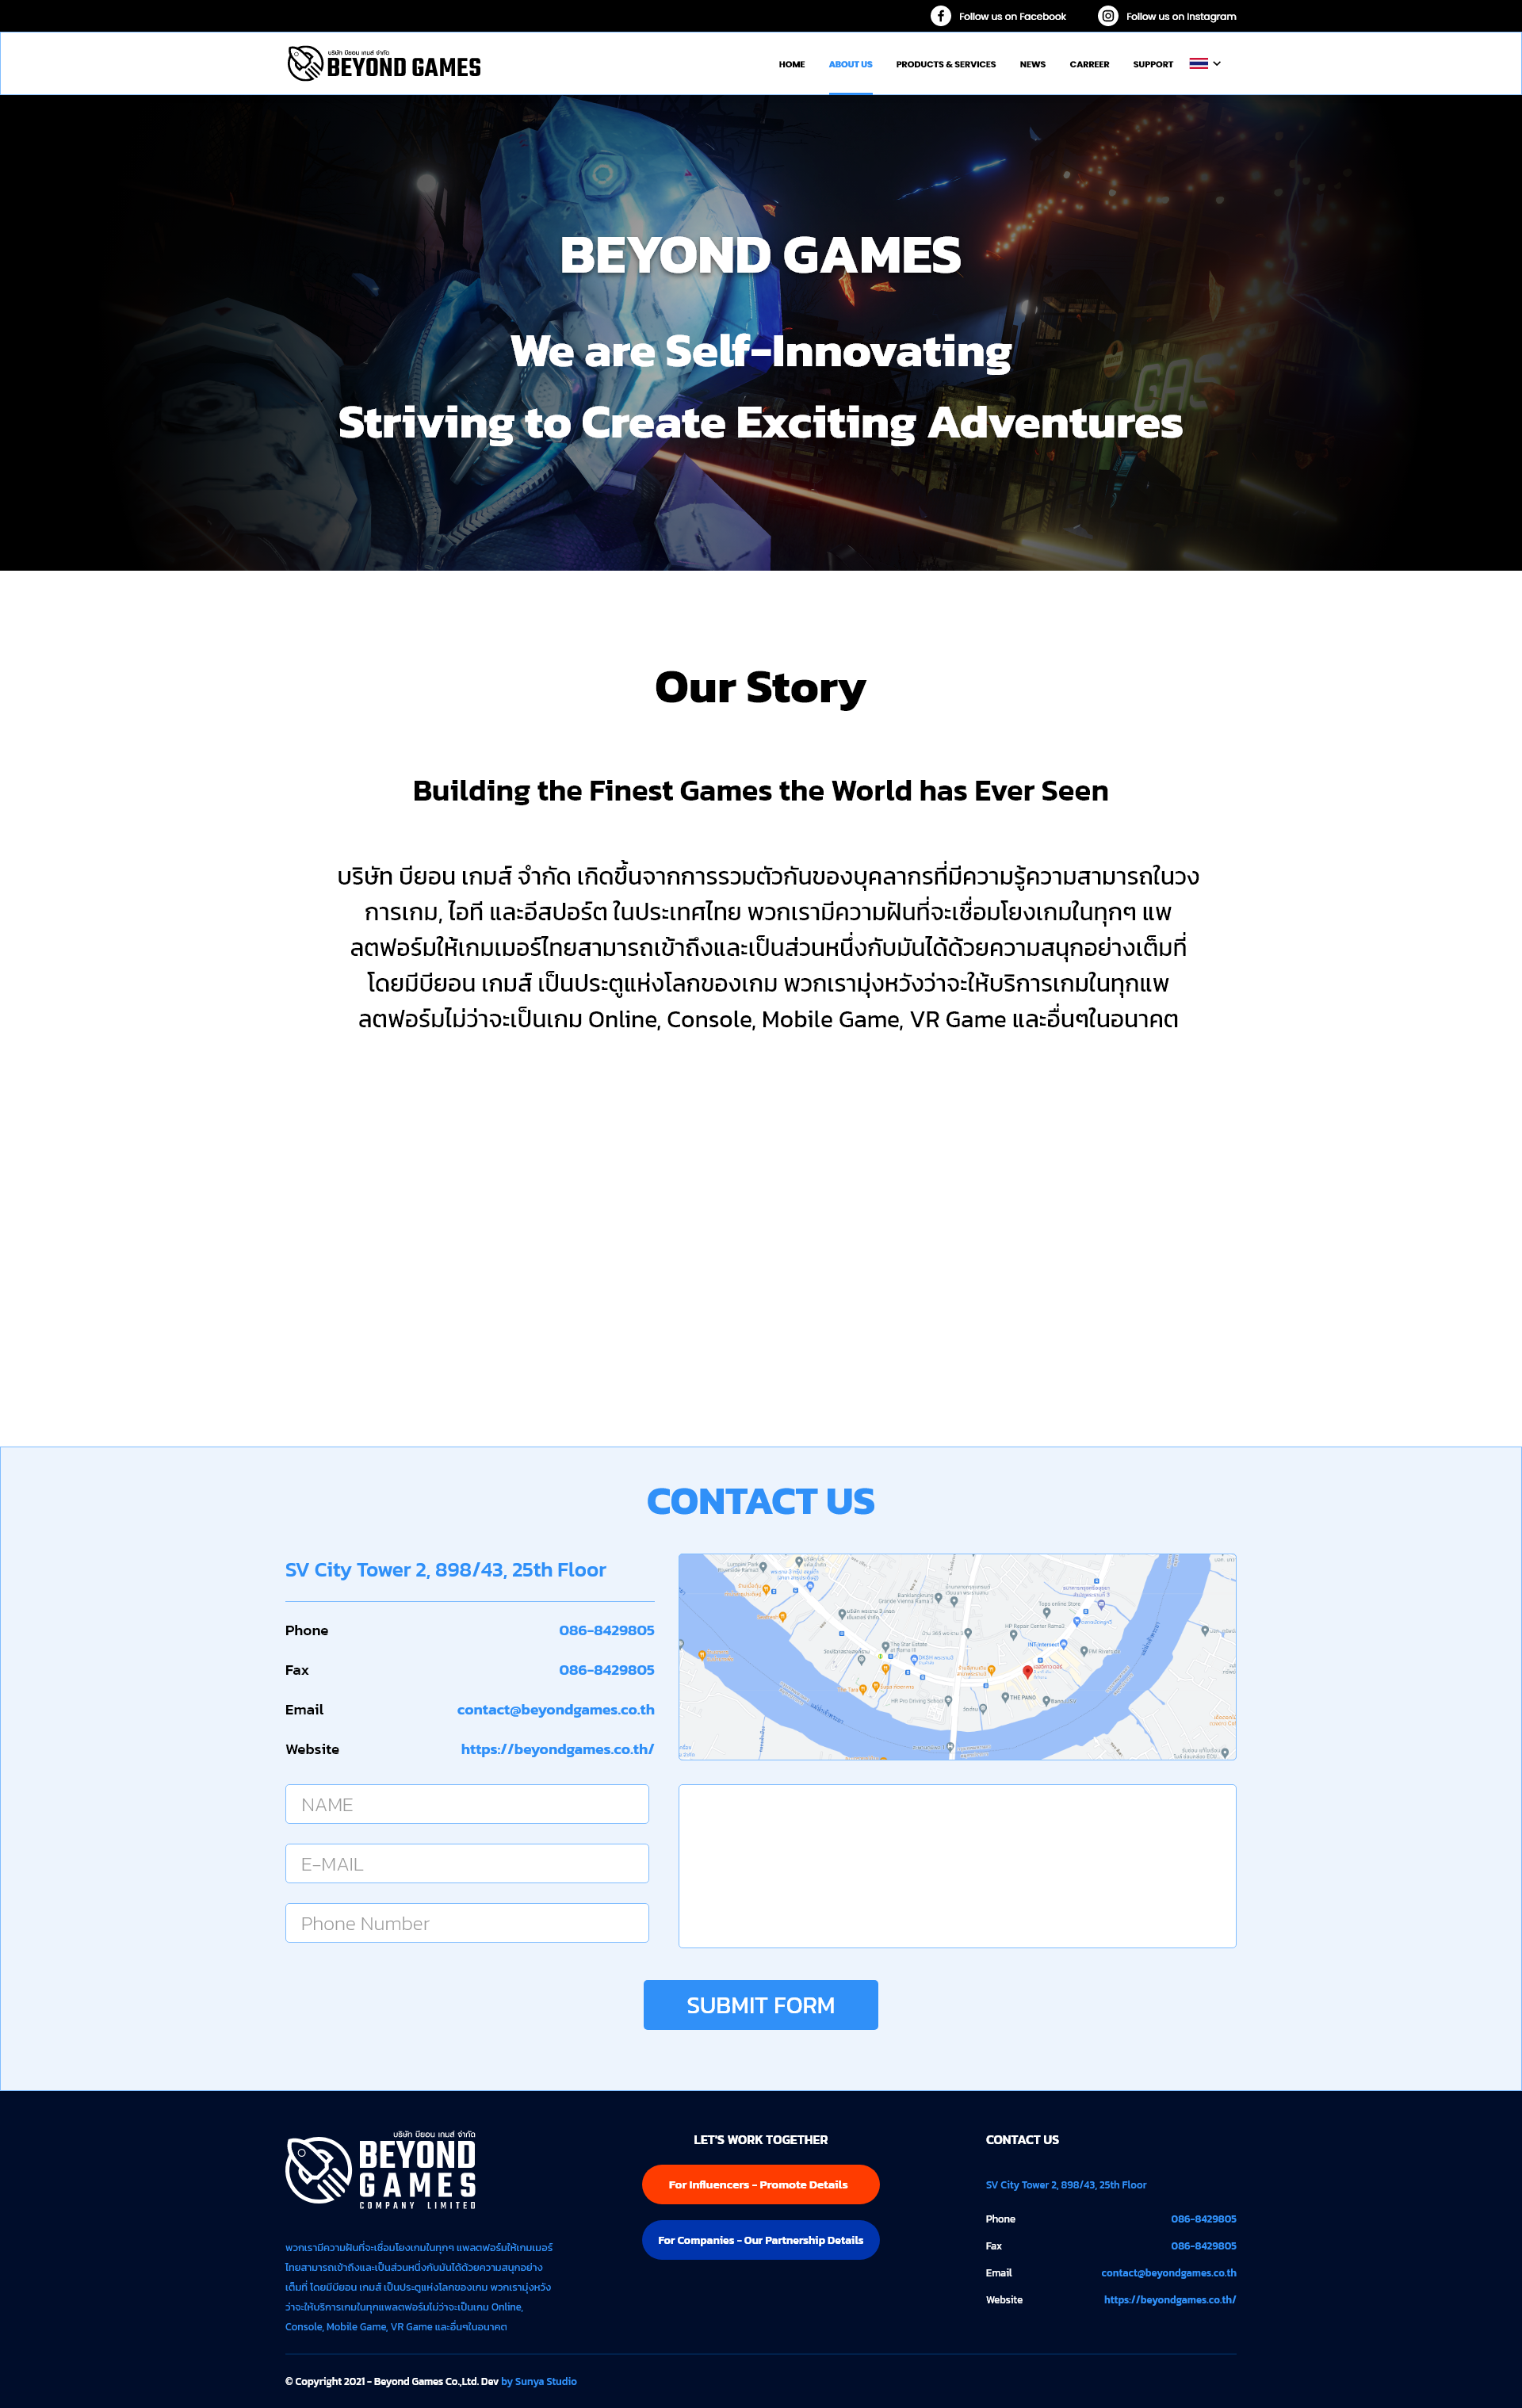 Follow us on Facebook
Follow us on Instagram
บริษัท บียอน เกมส์ จำกัด
BEYOND GAMES
HOME
ABOUT US
PRODUCTS & SERVICES
NEWS
CARREER
SUPPORT
BEYOND GAMES
We are Self-Innovating
Striving to Create Exciting Adventures
GAS
Our Story
Building the Finest Games the World has Ever Seen
บริษัท บียอน เกมส์ จำกัด เกิดขึ้นจากการรวมตัวกันของบุคลากรที่มีความรู้ความสามารถในวง
การเกม, ไอที และอีสปอร์ต ในประเทศไทย พวกเรามีความฝันที่จะเชื่อมโยงเกมในทุกๆ แพ
ลตฟอร์มให้เกมเมอร์ไทยสามารถเข้าถึงและเป็นส่วนหนึ่งกับมันได้ด้วยความสนุกอย่างเต็มที่
โดยมีบียอน เกมส์ เป็นประตูแห่งโลกของเกม พวกเรามุ่งหวังว่าจะให้บริการเกมในทุกแพ
ลตฟอร์มไม่ว่าจะเป็นเกม Online, Console, Mobile Game, VR Game และอื่นๆในอนาคต
CONTACT US
SV City Tower 2, 898/43, 25th Floor
Phone 086-8429805
Fax 086-8429805
Email contact@beyondgames.co.th
Website https://beyondgames.co.th/
Tops online Store
HP Repair Center Rama3
INT Intersect
The Star Estate
HR Pro Driving School
THE PANO
NAME
E-MAIL
Phone Number
SUBMIT FORM
บริษัท บียอน เกมส์ จำกัด
BEYOND
GAMES
COMPANY LIMITED
พวกเรามีความฝันที่จะเชื่อมโยงเกมในทุกๆ แพลตฟอร์มให้เกมเมอร์
ไทยสามารถเข้าถึงและเป็นส่วนหนึ่งกับมันได้ด้วยความสนุกอย่าง
เต็มที่ โดยมีบียอน เกมส์ เป็นประตูแห่งโลกของเกม พวกเรามุ่งหวัง
ว่าจะให้บริการเกมในทุกแพลตฟอร์มไม่ว่าจะเป็นเกม Online,
Console, Mobile Game, VR Game และอื่นๆในอนาคต
LET'S WORK TOGETHER
For Influencers - Promote Details
For Companies - Our Partnership Details
CONTACT US
SV City Tower 2, 898/43, 25th Floor
Phone 086-8429805
Fax 086-8429805
Email contact@beyondgames.co.th
Website https://beyondgames.co.th/
© Copyright 2021 - Beyond Games Co.,Ltd. Dev by Sunya Studio